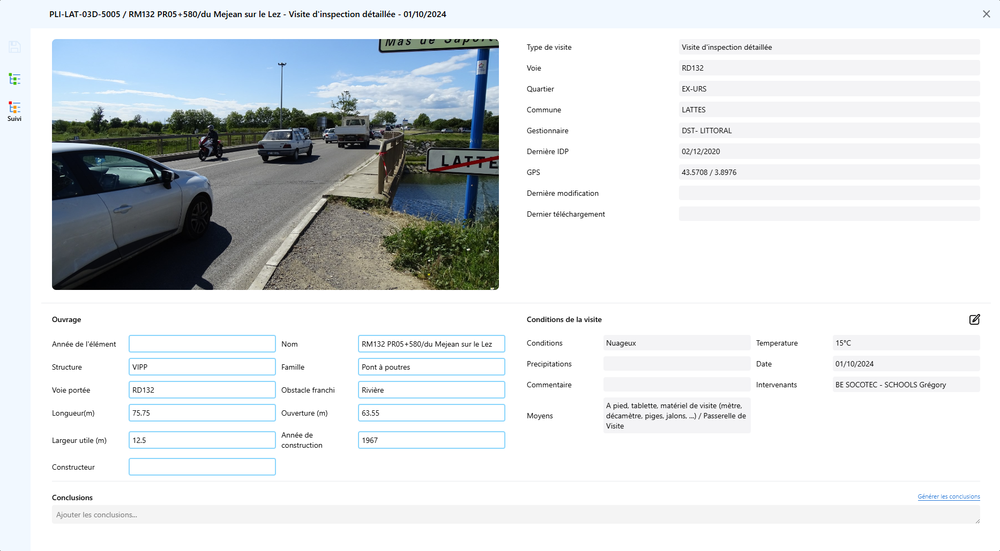 PLI-LAT-03D-5005 / RM132 PR05+580/du Mejean sur le Lez - Visite d'inspection détaillée - 01/10/2024
Suivi
Mas de Saport
LATTE
Type de visite Visite d'inspection détaillée
Voie RD132
Quartier EX-URS
Commune LATTES
Gestionnaire DST- LITTORAL
Dernière IDP 02/12/2020
GPS 43.5708 / 3.8976
Dernière modification
Dernier téléchargement
Ouvrage
Année de l'élément Nom RM132 PR05+580/du Mejean sur le Lez
Structure VIPP Famille Pont à poutres
Voie portée RD132 Obstacle franchi Rivière
Longueur(m) 75.75 Ouverture (m) 63.55
Largeur utile (m) 12.5 Année de construction 1967
Constructeur
Conditions de la visite
Conditions Nuageux Temperature 15°C
Precipitations Date 01/10/2024
Commentaire Intervenants BE SOCOTEC - SCHOOLS Grégory
Moyens A pied, tablette, matériel de visite (mètre,
décamètre, piges, jalons, ...) / Passerelle de
Visite
Conclusions Générer les conclusions
Ajouter les conclusions...